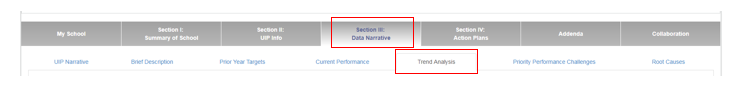 My School
Section I:
Summary of School
Section II:
UIP Info
Section III:
Data Narrative
Section IV:
Action Plans
Addenda
Collaboration
UIP Narrative
Brief Description
Prior Year Targets
Current Performance
Trend Analysis
Priority Performance Challenges
Root Causes